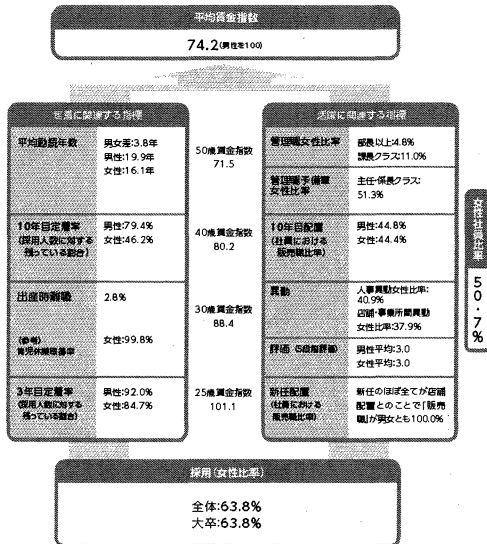 平均賃金指数
74.2(男性を100)
定着に関連する指標
平均勤続年数
男女差:3.8年
男性:19.9年
女性:16.1年
10年目定着率
(採用人数に対する
残っている割合)
男性:79.4%
女性:46.2%
出産時離職
2.8%
(参考)
育児休業取得率
女性:99.8%
3年目定着率
(採用人数に対する
残っている割合)
男性:92.0%
女性:84.7%
50歳賃金指数
71.5
40歳賃金指数
80.2
30歳賃金指数
88.4
25歳賃金指数
101.1
活躍に関連する指標
管理職女性比率
部長以上:4.8%
課長クラス:11.0%
管理職予備軍
女性比率
主任・係長クラス:
51.3%
10年目配置
(社員における
販売職比率)
男性:44.8%
女性:44.4%
異動
人事異動女性比率:
40.9%
店舗・事業所間異動
女性比率:37.9%
評価(5段階評価)
男性平均:3.0
女性平均:3.0
新任配置
(社員における
販売職比率)
新任のほぼ全てが店舗
配置とのことで「販売
職」が男女とも100.0%
女性社員比率
50・7%
採用(女性比率)
全体:63.8%
大卒:63.8%